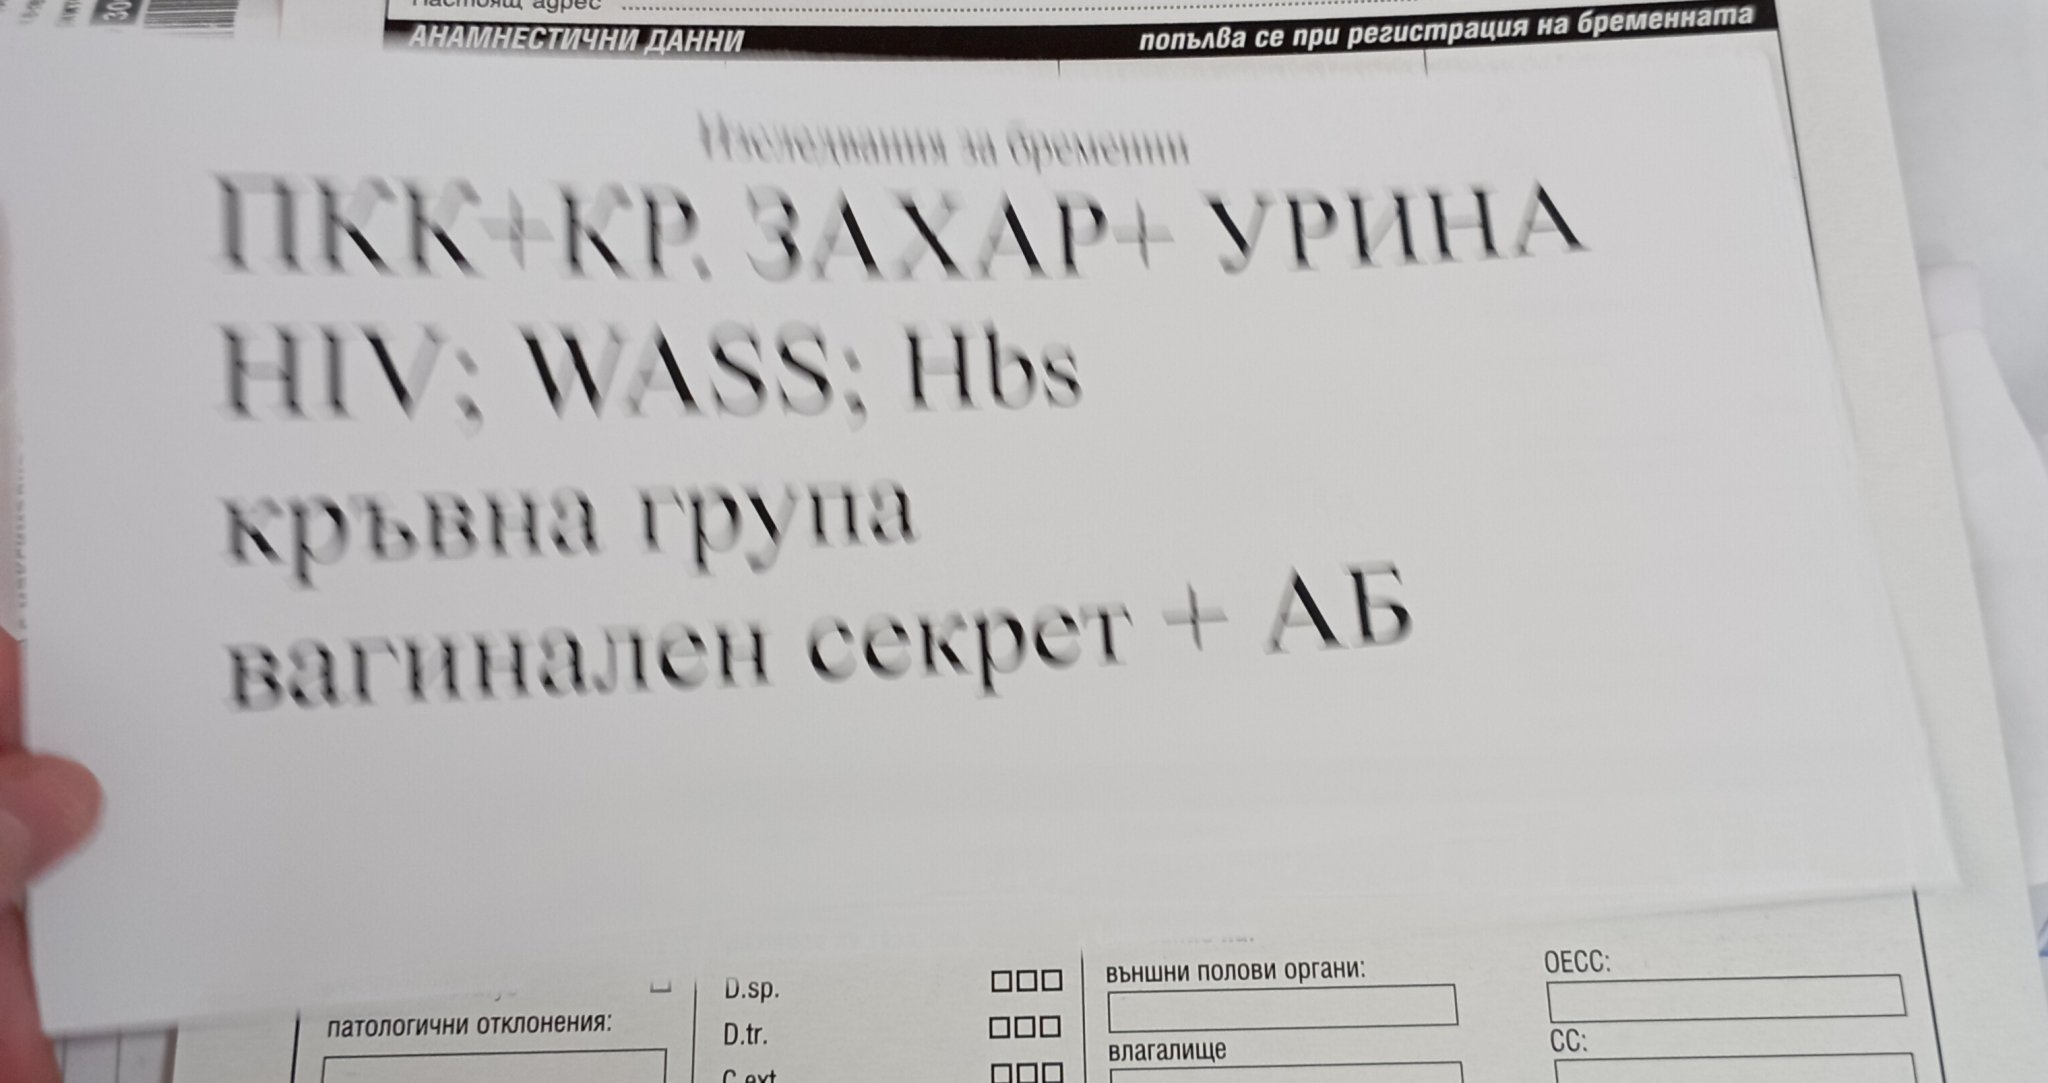 Настоящ адрес
АНАМНЕСТИЧНИ ДАННИ попълва се при регистрация на бременната
Изследвания за бременни
ПКК+КР. ЗАХАР+ УРИНА
HIV; WASS; Hbs
кръвна група
вагинален секрет + АБ
патологични отклонения:
D.sp.
D.tr.
C.ext
външни полови органи:
влагалище
ОЕСС:
СС: